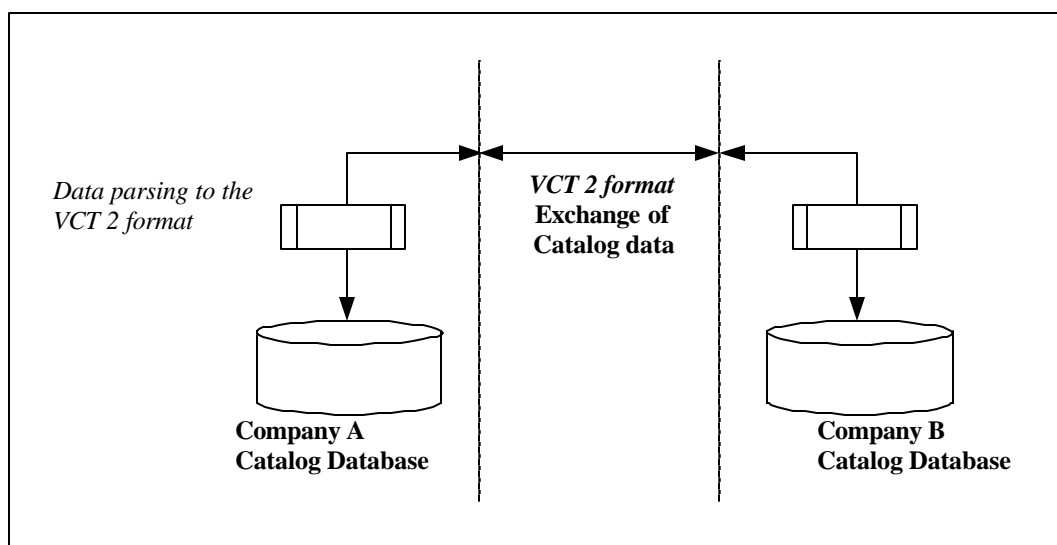 Data parsing to the
VCT 2 format
VCT 2 format
Exchange of
Catalog data
Company A
Catalog Database
Company B
Catalog Database